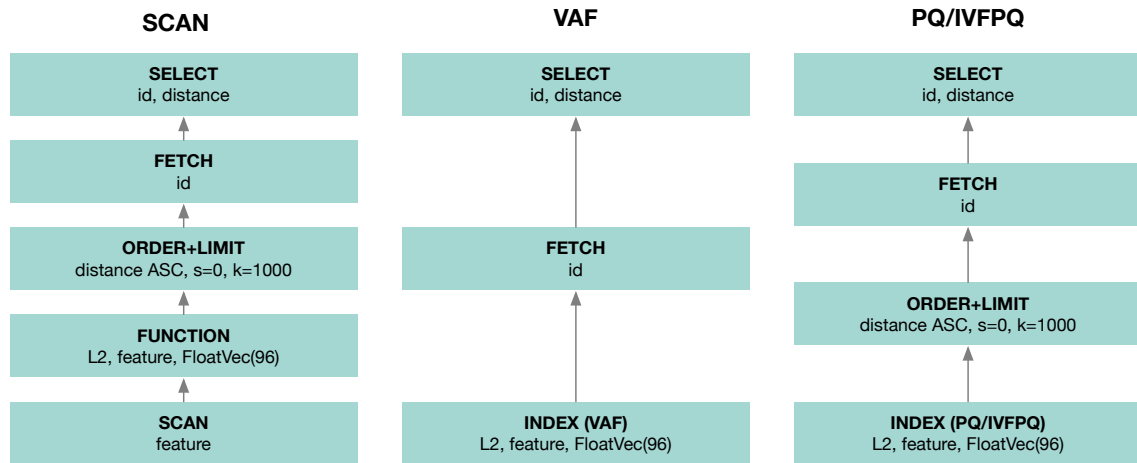 SCAN
SELECT
id, distance
FETCH
id
ORDER+LIMIT
distance ASC, s=0, k=1000
FUNCTION
L2, feature, FloatVec(96)
SCAN
feature
VAF
SELECT
id, distance
FETCH
id
INDEX (VAF)
L2, feature, FloatVec(96)
PQ/IVFPQ
SELECT
id, distance
FETCH
id
ORDER+LIMIT
distance ASC, s=0, k=1000
INDEX (PQ/IVFPQ)
L2, feature, FloatVec(96)